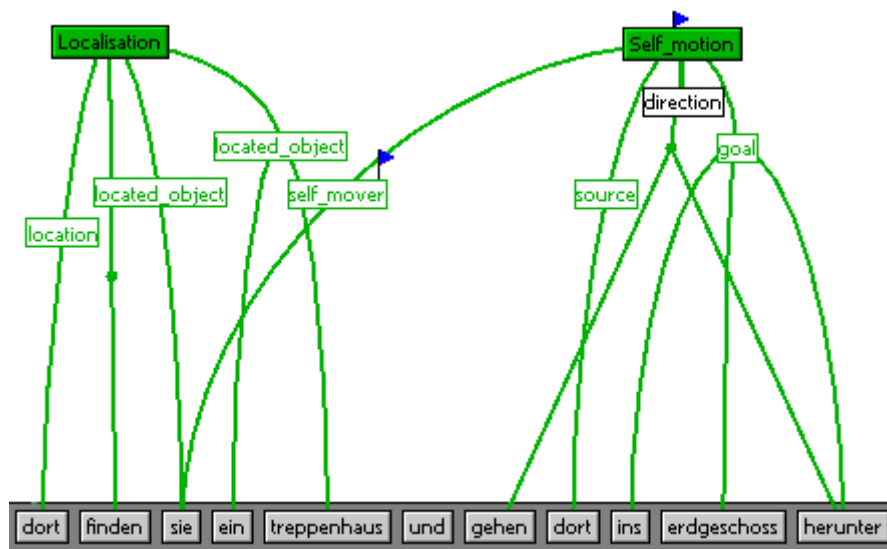 Localisation
Self_motion
direction
located_object
goal
located_object
self_mover
source
location
dort finden sie ein treppenhaus und gehen dort ins erdgeschoss herunter